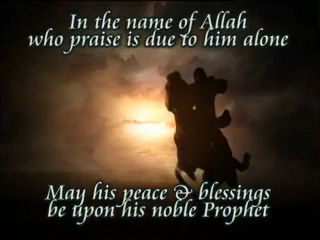 In the name of Allah
who praise is due to him alone
May his peace & blessings
be upon his noble Prophet